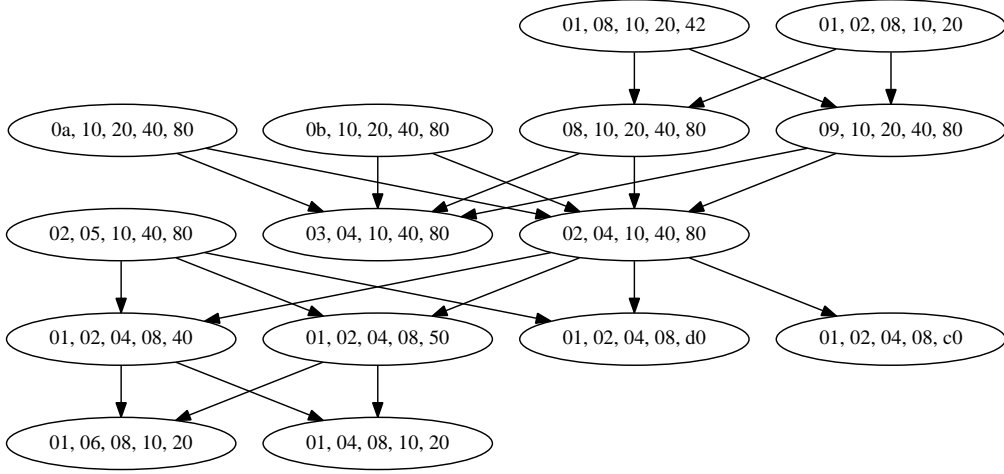 01, 08, 10, 20, 42
01, 02, 08, 10, 20
0a, 10, 20, 40, 80
0b, 10, 20, 40, 80
08, 10, 20, 40, 80
09, 10, 20, 40, 80
02, 05, 10, 40, 80
03, 04, 10, 40, 80
02, 04, 10, 40, 80
01, 02, 04, 08, 40
01, 02, 04, 08, 50
01, 02, 04, 08, d0
01, 02, 04, 08, c0
01, 06, 08, 10, 20
01, 04, 08, 10, 20